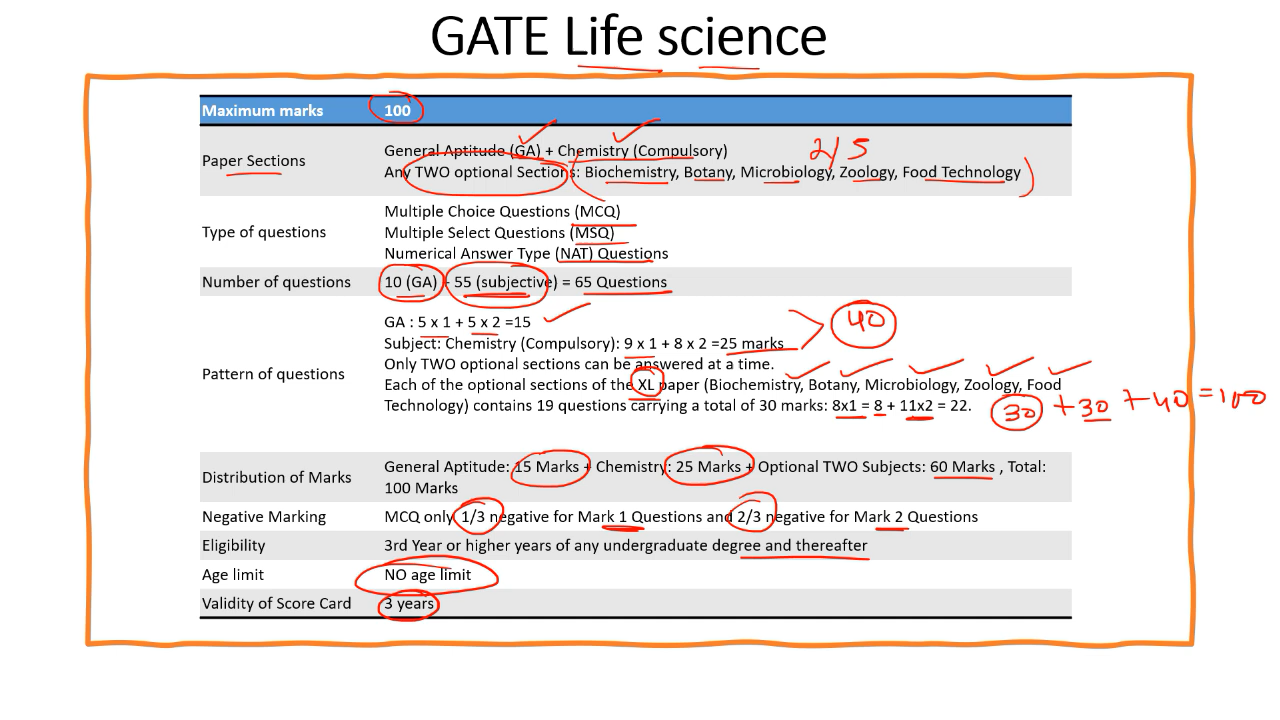 GATE Life science
Maximum marks 100
Paper Sections General Aptitude (GA) + Chemistry (Compulsory) 2/5
Any TWO optional Sections: Biochemistry, Botany, Microbiology, Zoology, Food Technology)
Type of questions Multiple Choice Questions (MCQ)
Multiple Select Questions (MSQ)
Numerical Answer Type (NAT) Questions
Number of questions 10 (GA) + 55 (subjective) = 65 Questions
Pattern of questions GA : 5 x 1 + 5 x 2 =15
Subject: Chemistry (Compulsory): 9 x 1 + 8 x 2 =25 marks 40
Only TWO optional sections can be answered at a time.
Each of the optional sections of the XL paper (Biochemistry, Botany, Microbiology, Zoology, Food
Technology) contains 19 questions carrying a total of 30 marks: 8x1 = 8 + 11x2 = 22. 30 + 30 + 40 = 100
Distribution of Marks General Aptitude: 15 Marks + Chemistry: 25 Marks + Optional TWO Subjects: 60 Marks , Total:
100 Marks
Negative Marking MCQ only 1/3 negative for Mark 1 Questions and 2/3 negative for Mark 2 Questions
Eligibility 3rd Year or higher years of any undergraduate degree and thereafter
Age limit NO age limit
Validity of Score Card 3 years